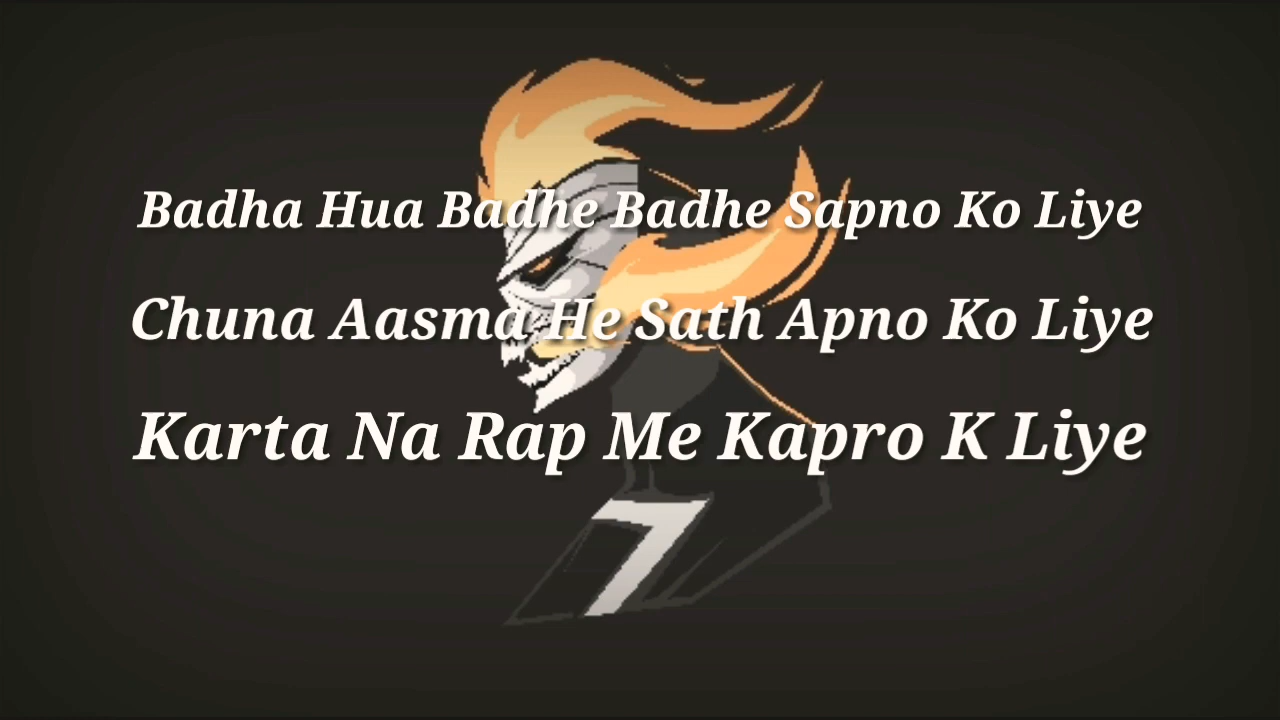 Badha Hua Badhe Badhe Sapno Ko Liye
Chuna Aasma He Sath Apno Ko Liye
Karta Na Rap Me Kapro K Liye
7